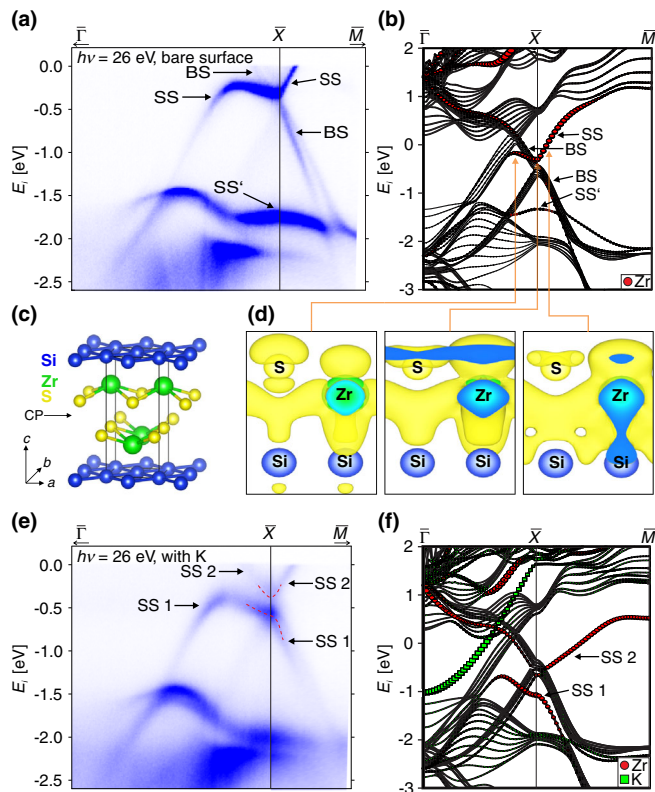 (a)
Γ̅ X̅ M̅
hν = 26 eV, bare surface
BS
SS
SS
BS
SS‘
0.0
-0.5
-1.0
-1.5
-2.0
-2.5
Ei [eV]
(b)
Γ̅ X̅ M̅
2
1
0
-1
-2
-3
Ei [eV]
SS
BS
BS
SS‘
Zr
(c)
Si
Zr
S
CP
c
b
a
(d)
S
Zr
Si Si
S
Zr
Si Si
S
Zr
Si Si
(e)
Γ̅ X̅ M̅
hν = 26 eV, with K
SS 2
SS 2
SS 1
SS 1
0.0
-0.5
-1.0
-1.5
-2.0
-2.5
Ei [eV]
(f)
Γ̅ X̅ M̅
2
1
0
-1
-2
-3
Ei [eV]
SS 2
SS 1
Zr
K